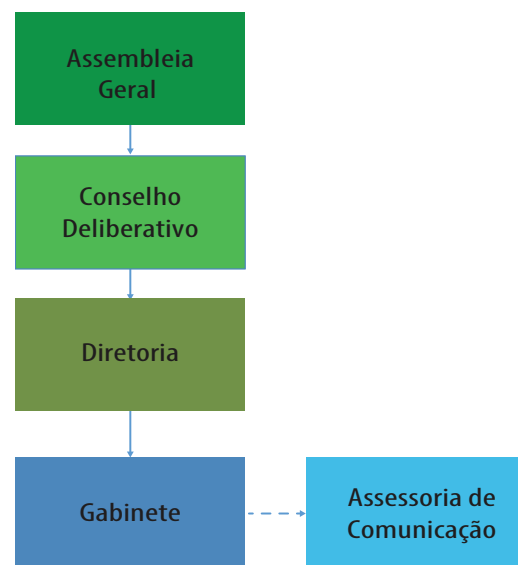 Assembleia
Geral
Conselho
Deliberativo
Diretoria
Gabinete
Assessoria de
Comunicação